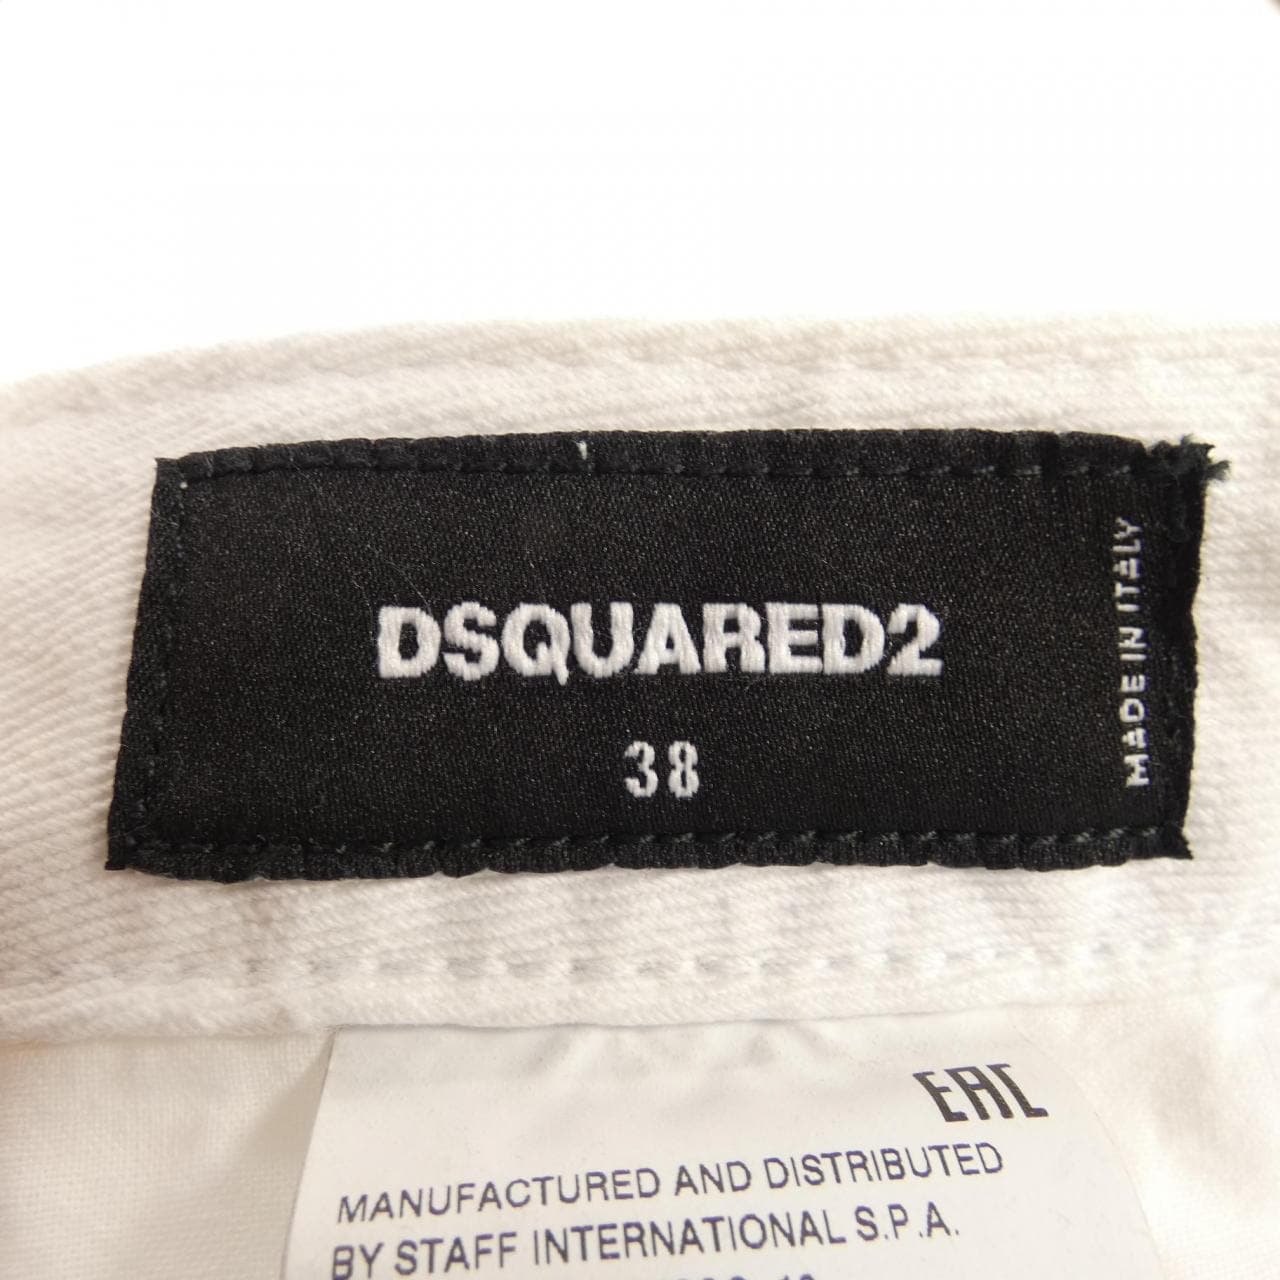 DSQUARED2
38
MADE IN ITALY
EAC
MANUFACTURED AND DISTRIBUTED
BY STAFF INTERNATIONAL S.P.A.